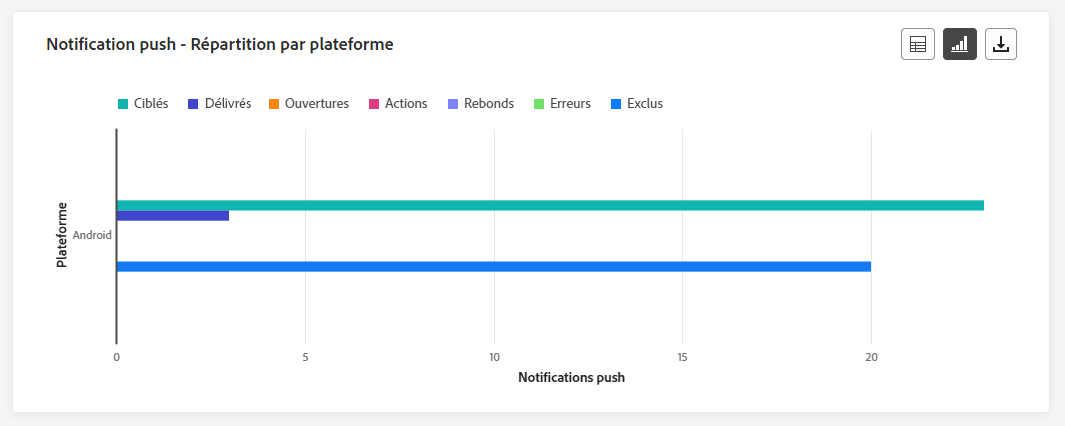 Notification push - Répartition par plateforme
Ciblés Délivrés Ouvertures Actions Rebonds Erreurs Exclus
Plateforme
Android
0 5 10 15 20
Notifications push